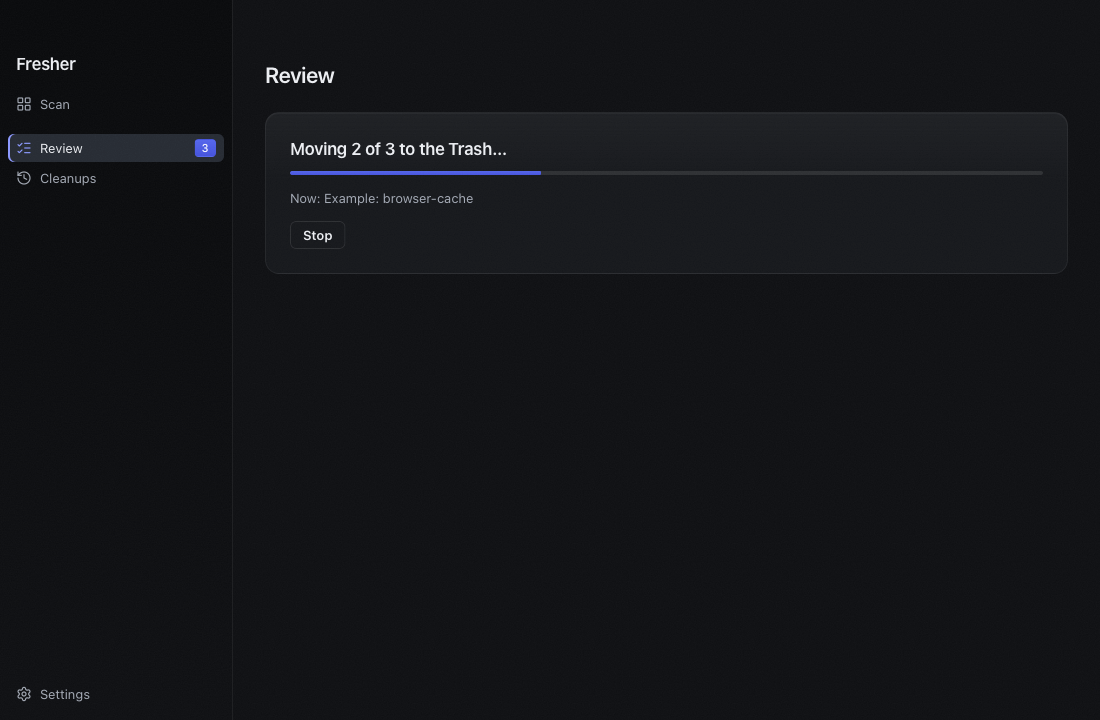 Fresher
Scan
Review
3
Cleanups
Settings
Review
Moving 2 of 3 to the Trash…
Now: Example: browser-cache
Stop